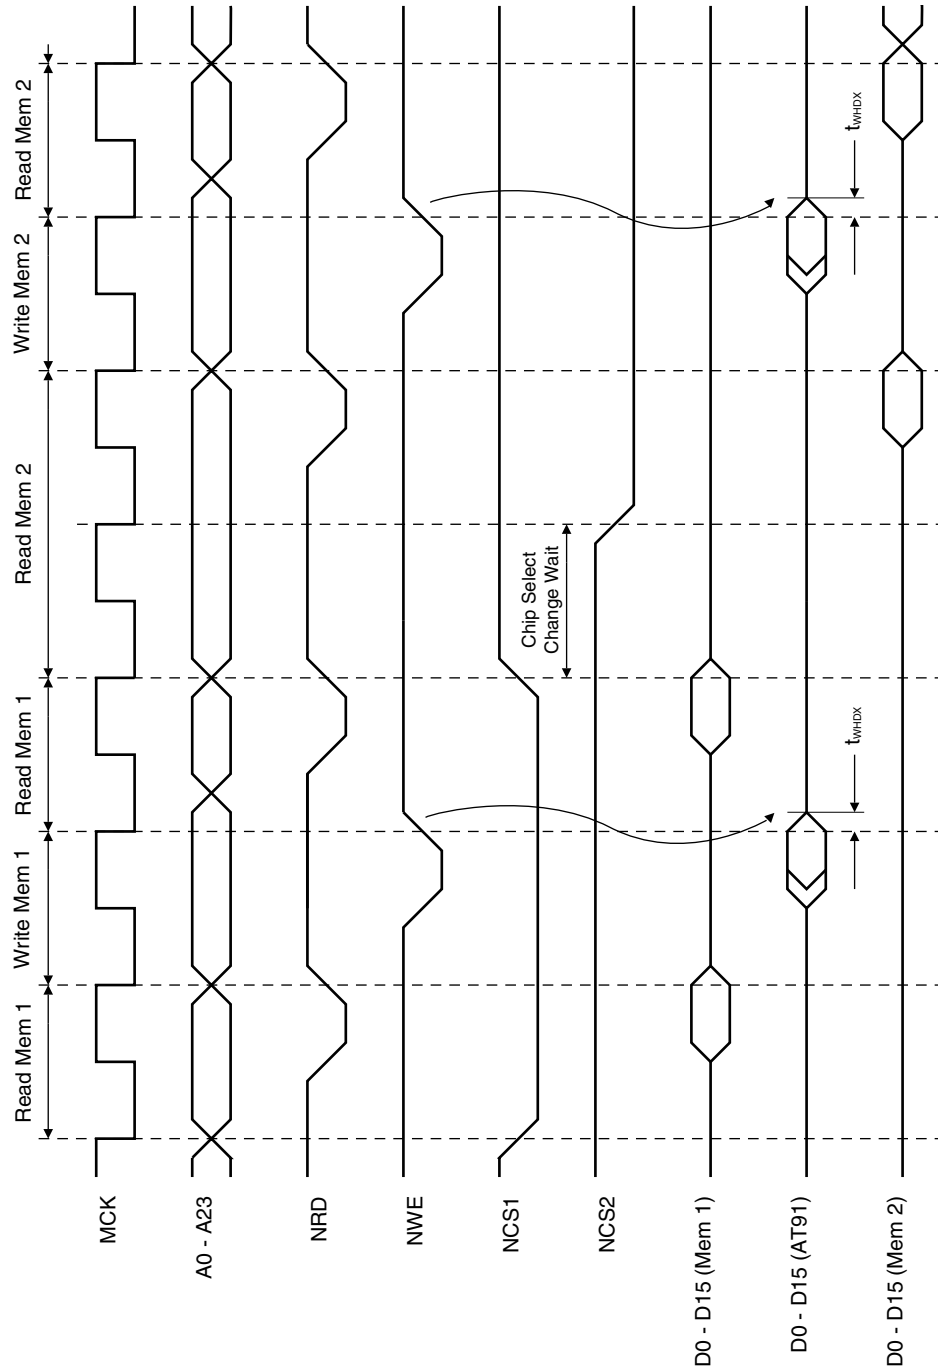 Read Mem 1
Write Mem 1
Read Mem 1
Read Mem 2
Write Mem 2
Read Mem 2
MCK
A0 - A23
NRD
NWE
NCS1
Chip Select
Change Wait
NCS2
D0 - D15 (Mem 1)
D0 - D15 (AT91)
tWHDX
tWHDX
D0 - D15 (Mem 2)